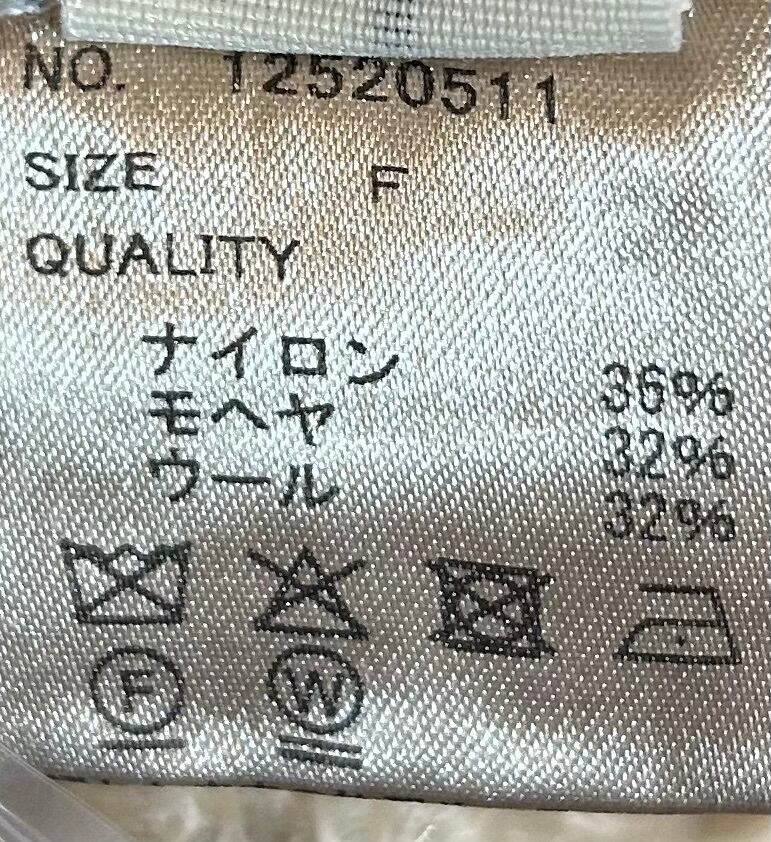 NO. 12520511
SIZE F
QUALITY
ナイロン 36%
モヘヤ 32%
ウール 32%
F W